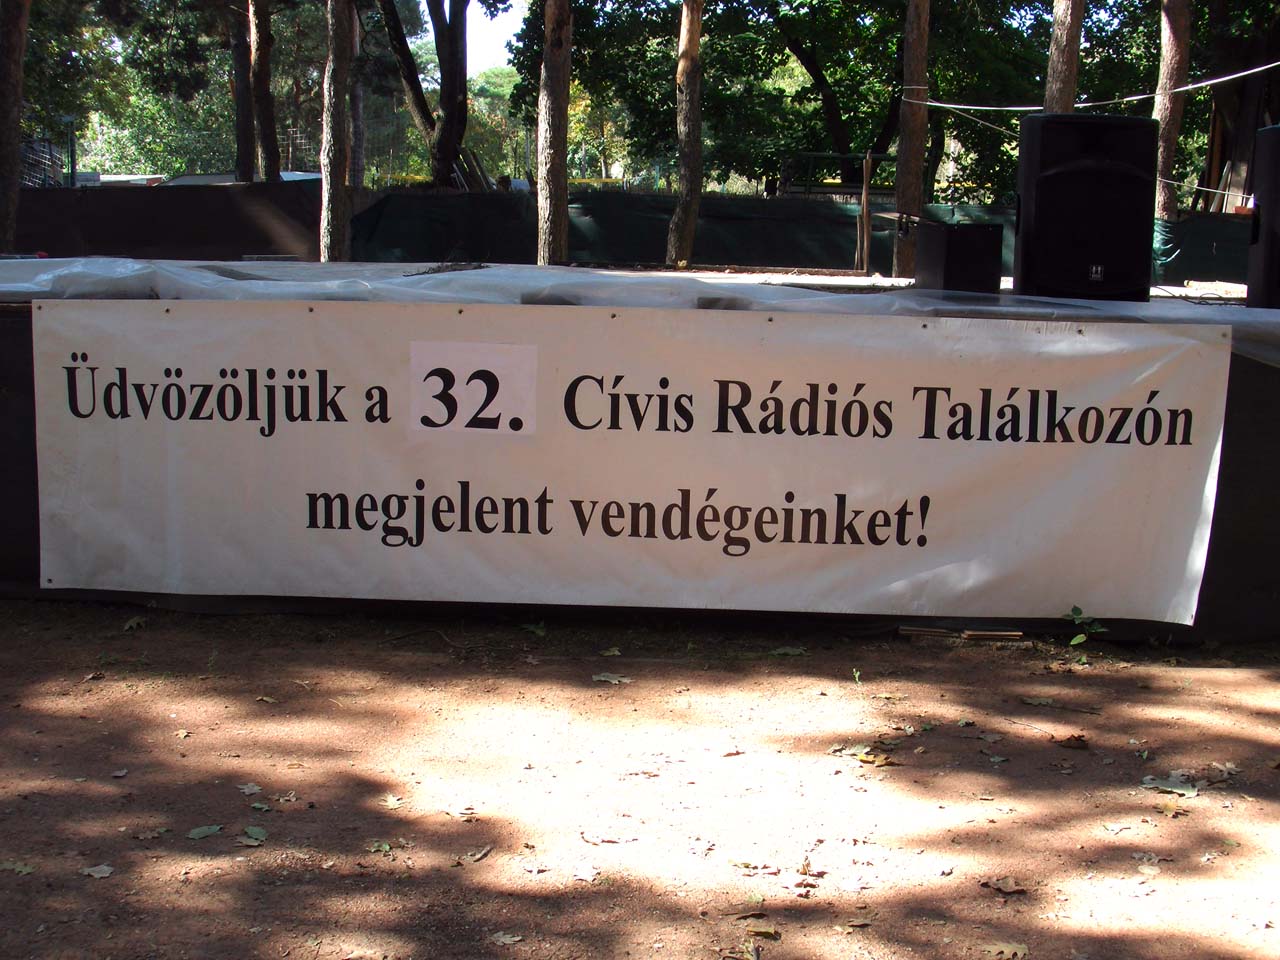 Üdvözöljük a 32. Cívis Rádiós Találkozón
megjelent vendégeinket!